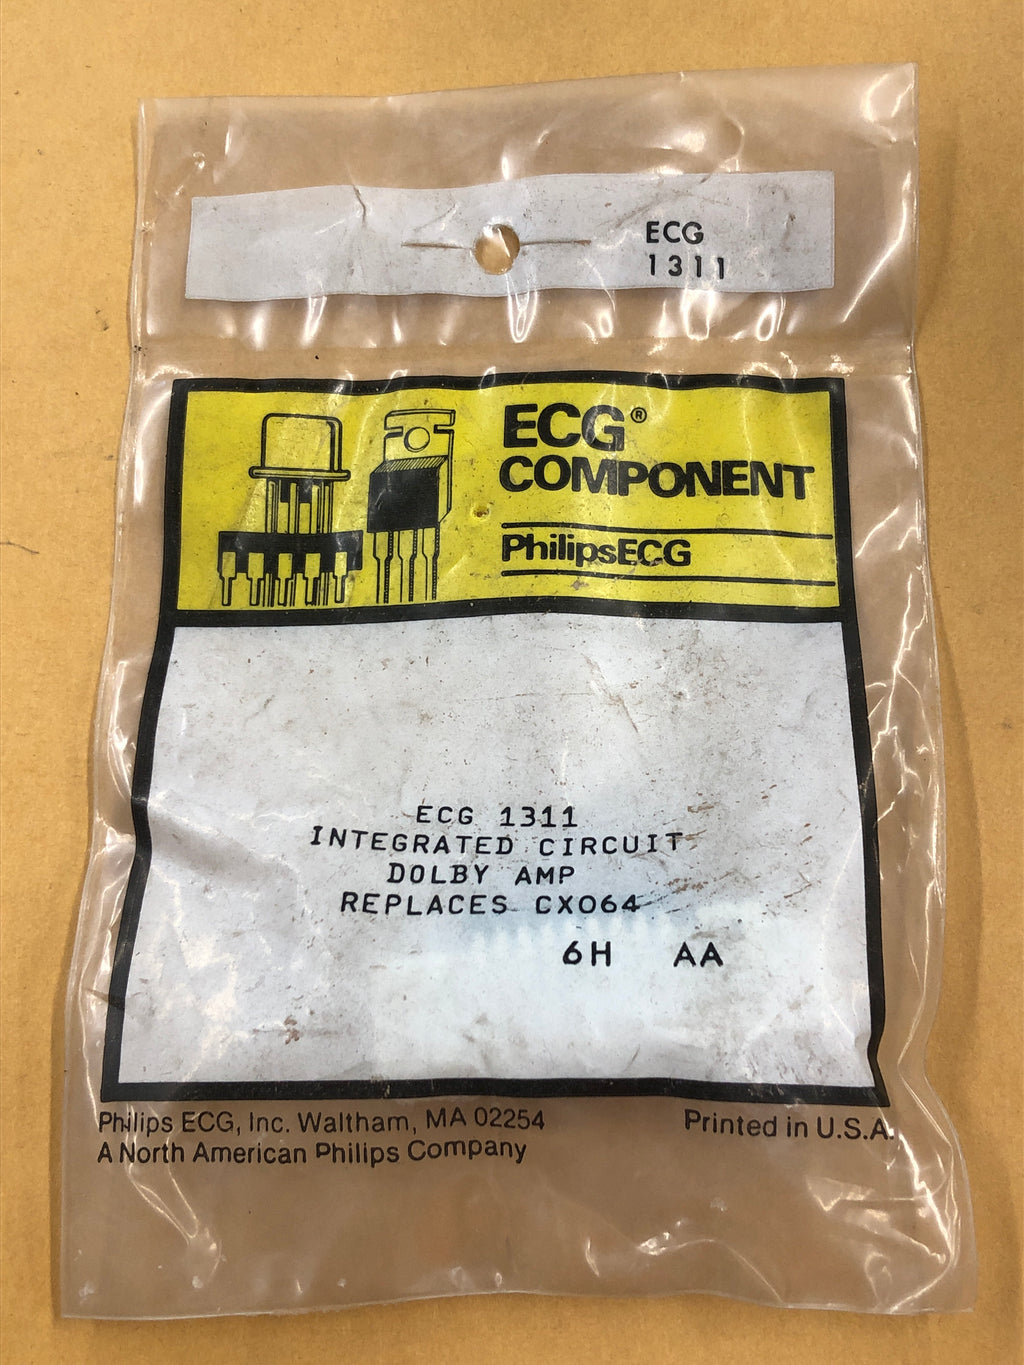 ECG
1311
ECG®
COMPONENT
PhilipsECG
ECG 1311
INTEGRATED CIRCUIT
DOLBY AMP
REPLACES CX064
6H AA
Philips ECG, Inc. Waltham, MA 02254
A North American Philips Company
Printed in U.S.A.